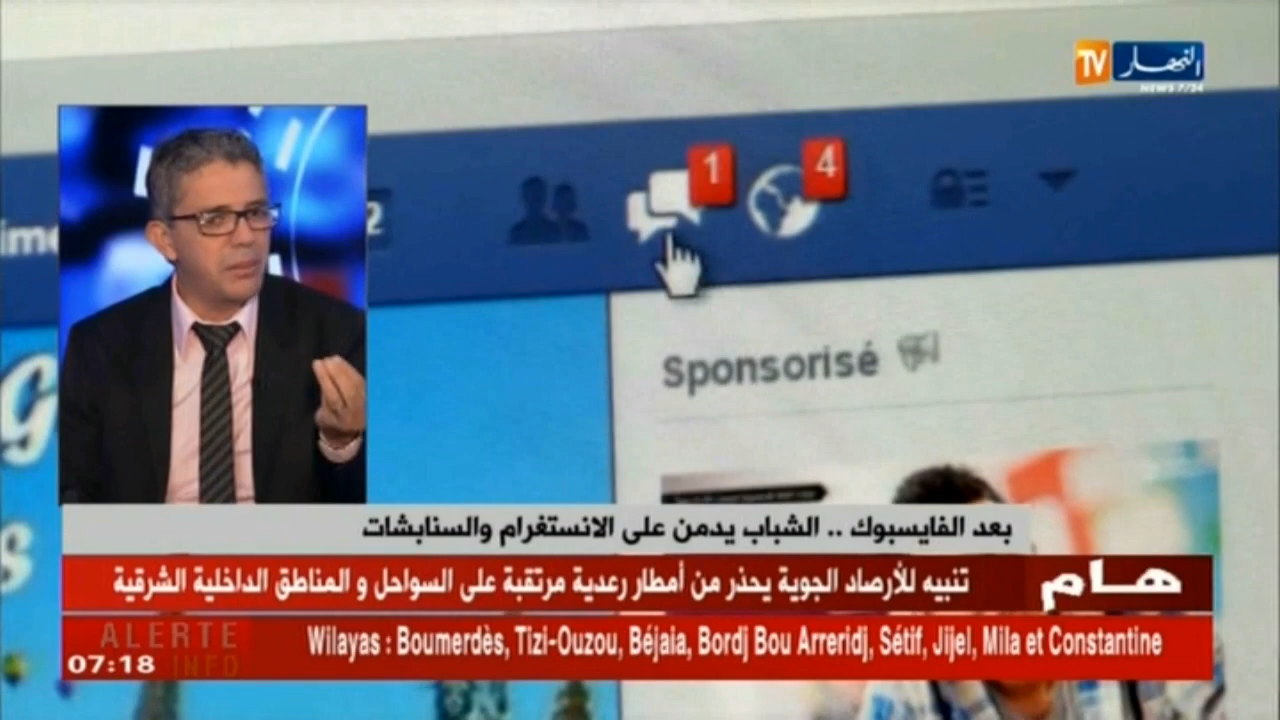 TV النهار
NEWS 7/24
1
4
2
Sponsorisé
بعد الفايسبوك .. الشباب يدمن على الانستغرام والسنابشات
هـام
تنبيه للأرصاد الجوية يحذر من أمطار رعدية مرتقبة على السواحل و المناطق الداخلية الشرقية
ALERTE INFO
Wilayas : Boumerdès, Tizi-Ouzou, Béjaia, Bordj Bou Arreridj, Sétif, Jijel, Mila et Constantine
07:18